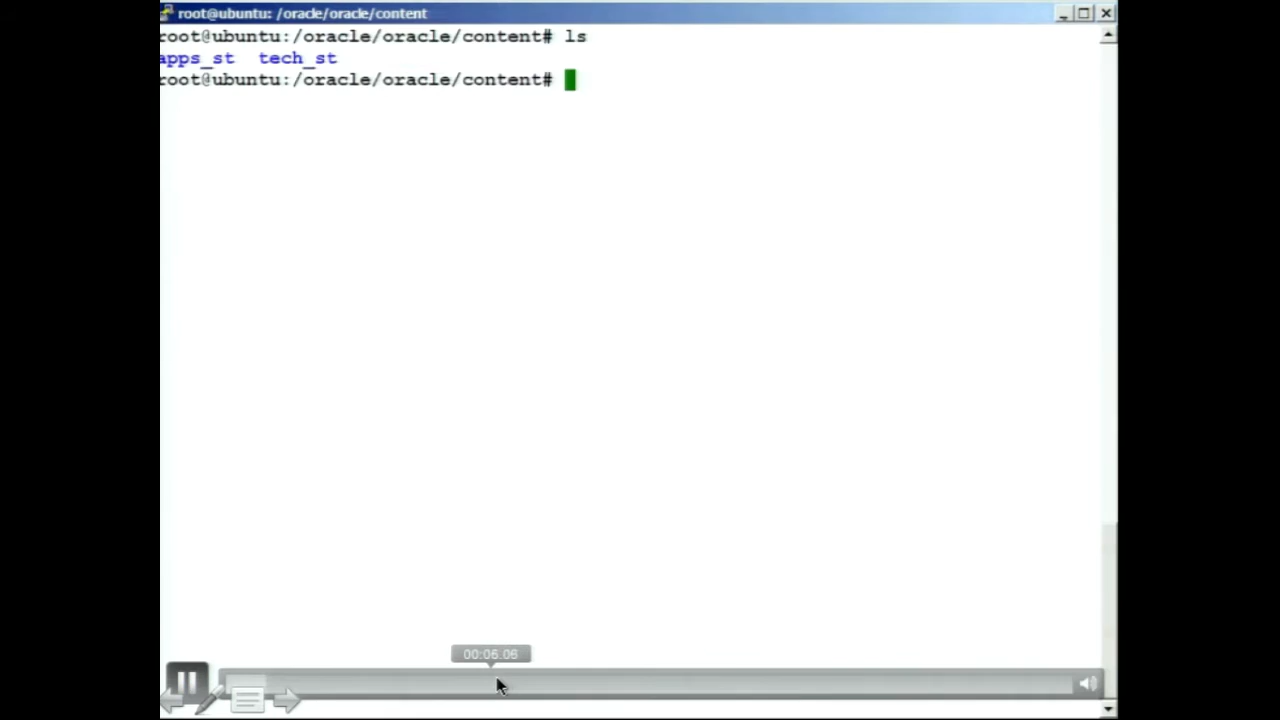 root@ubuntu: /oracle/oracle/content
root@ubuntu:/oracle/oracle/content# ls
apps_st  tech_st
root@ubuntu:/oracle/oracle/content#
00:06.06